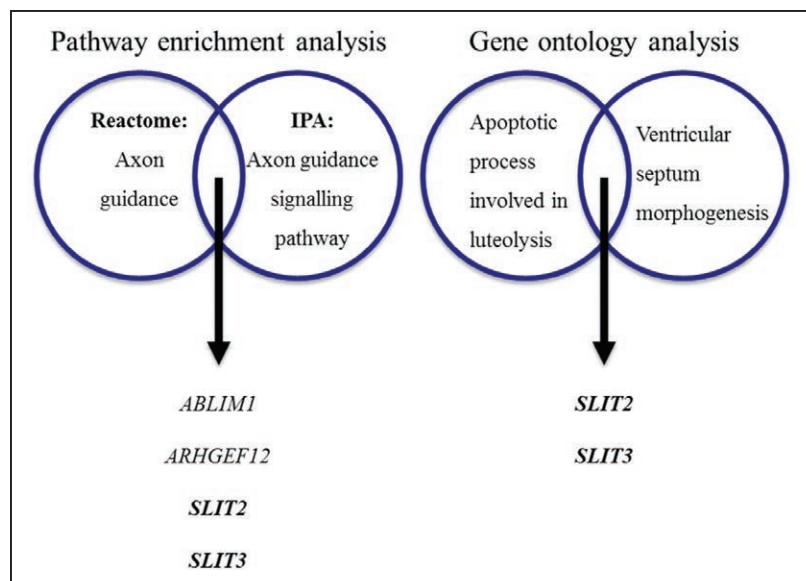 Pathway enrichment analysis
Reactome:
Axon
guidance
IPA:
Axon guidance
signalling
pathway
ABLIM1
ARHGEF12
SLIT2
SLIT3
Gene ontology analysis
Apoptotic
process
involved in
luteolysis
Ventricular
septum
morphogenesis
SLIT2
SLIT3